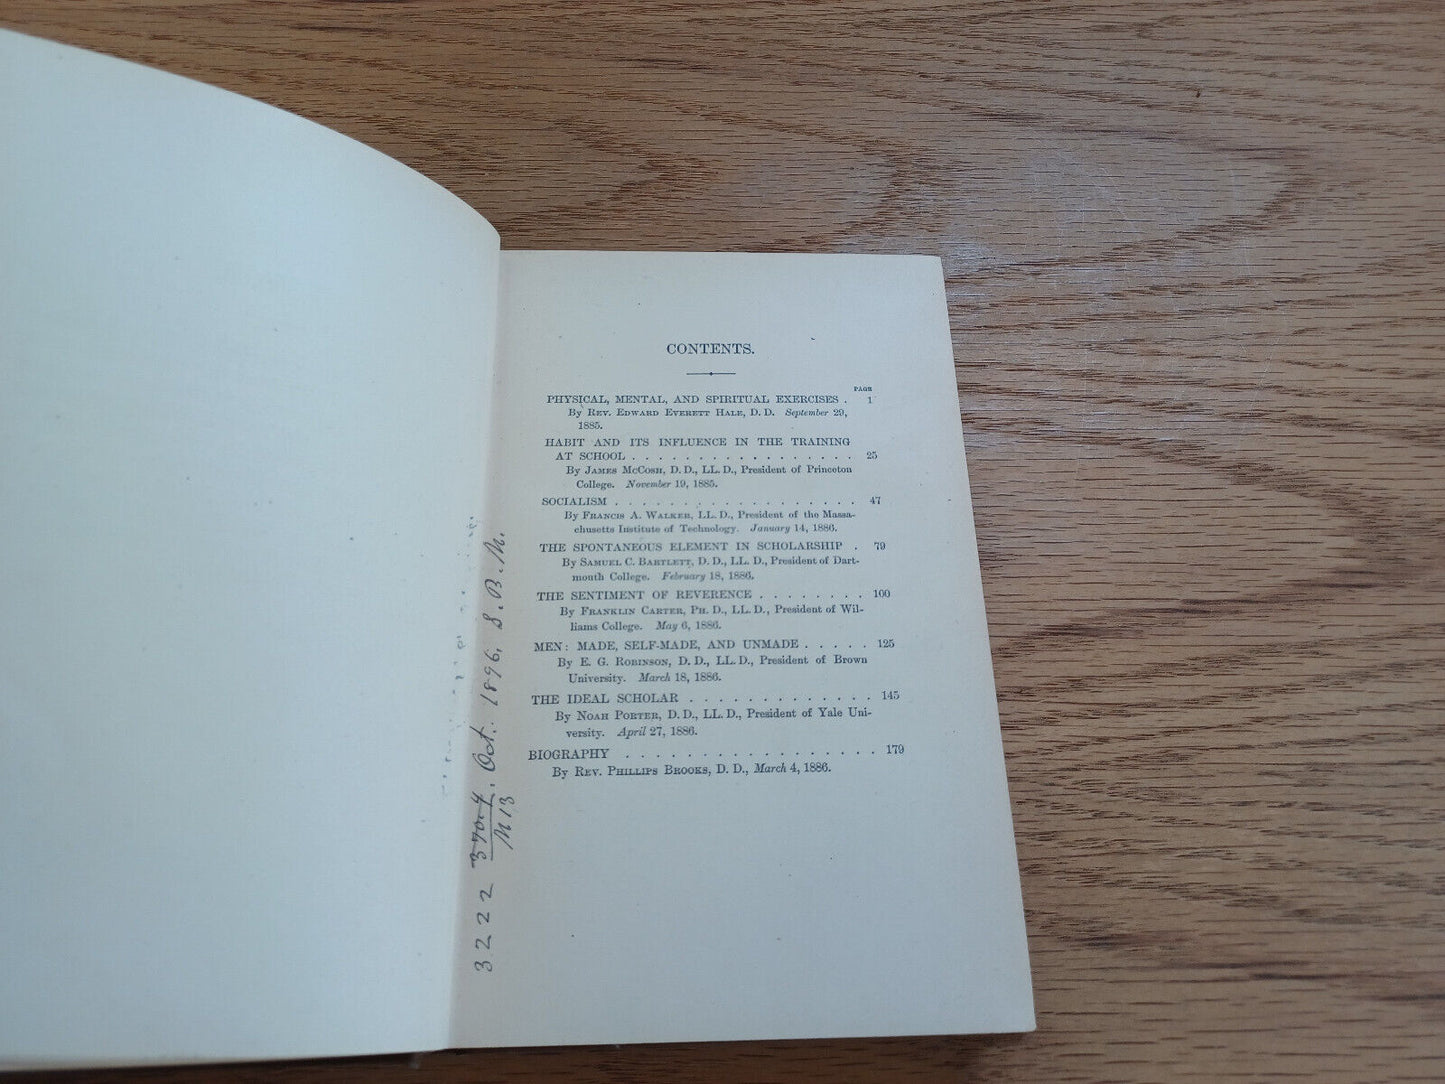 CONTENTS.
PAGE
PHYSICAL, MENTAL, AND SPIRITUAL EXERCISES . 1
By REV. EDWARD EVERETT HALE, D. D. September 29,
1885.
HABIT AND ITS INFLUENCE IN THE TRAINING
AT SCHOOL . . . . . . . . . . . . . . . . . . 25
By JAMES MCCOSH, D. D., LL. D., President of Princeton
College. November 19, 1885.
SOCIALISM . . . . . . . . . . . . . . . . . . . 47
By FRANCIS A. WALKER, LL. D., President of the Massa-
chusetts Institute of Technology. January 14, 1886.
THE SPONTANEOUS ELEMENT IN SCHOLARSHIP . 79
By SAMUEL C. BARTLETT, D. D., LL. D., President of Dart-
mouth College. February 18, 1886.
THE SENTIMENT OF REVERENCE . . . . . . . . 100
By FRANKLIN CARTER, PH. D., LL. D., President of Wil-
liams College. May 6, 1886.
MEN: MADE, SELF-MADE, AND UNMADE . . . . . 125
By E. G. ROBINSON, D. D., LL. D., President of Brown
University. March 18, 1886.
THE IDEAL SCHOLAR . . . . . . . . . . . . . 145
By NOAH PORTER, D. D., LL. D., President of Yale Uni-
versity. April 27, 1886.
BIOGRAPHY . . . . . . . . . . . . . . . . . 179
By REV. PHILLIPS BROOKS, D. D., March 4, 1886.
3222 370.4. Oct. 1896, S. B. M.
M13